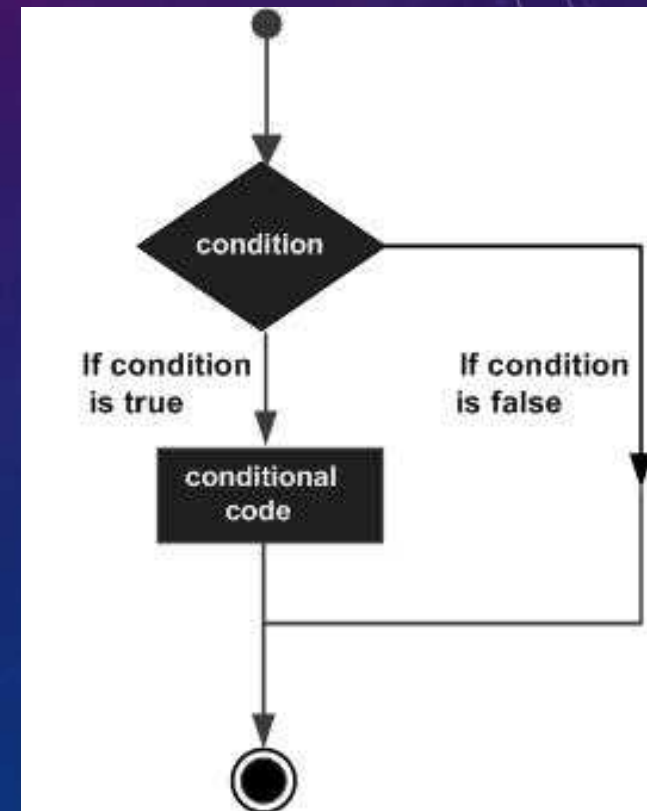 condition
If condition
is true
If condition
is false
conditional
code